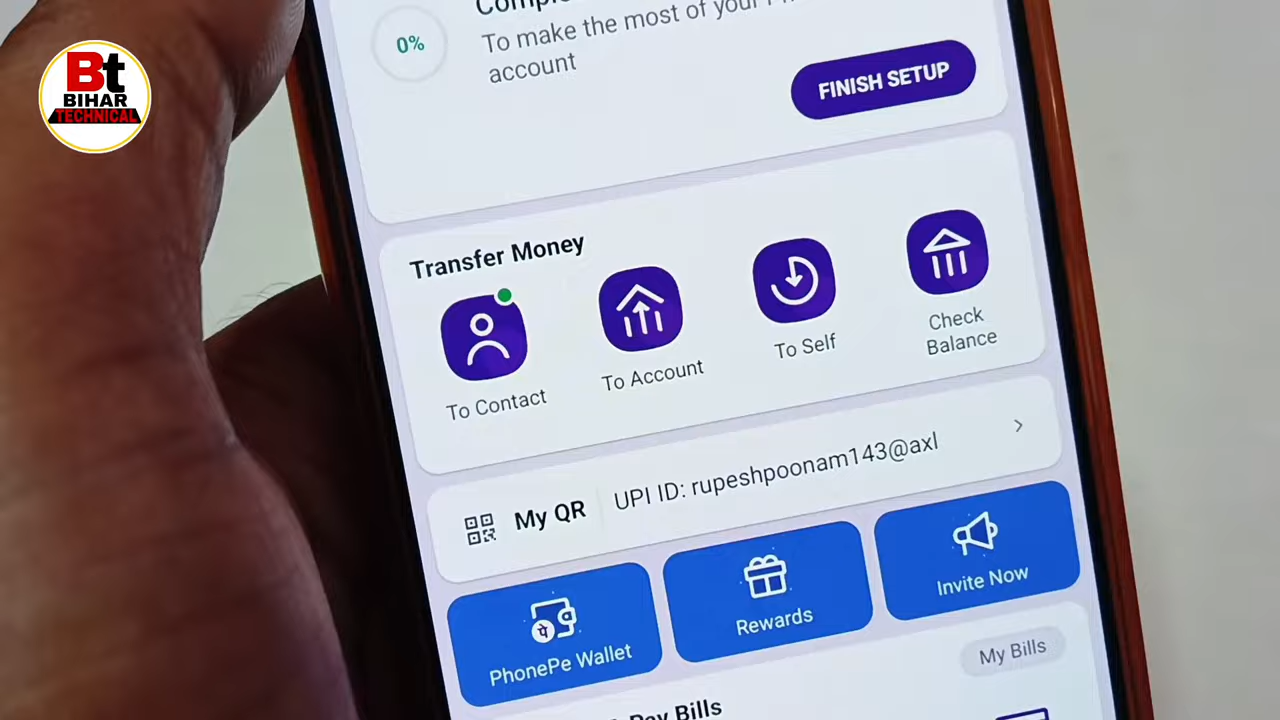 Bt
BIHAR
TECHNICAL
0%
To make the most of your
account
FINISH SETUP
Transfer Money
To Contact
To Account
To Self
Check
Balance
My QR
UPI ID: rupeshpoonam143@axl
पे
PhonePe Wallet
Rewards
Invite Now
My Bills
Pay Bills